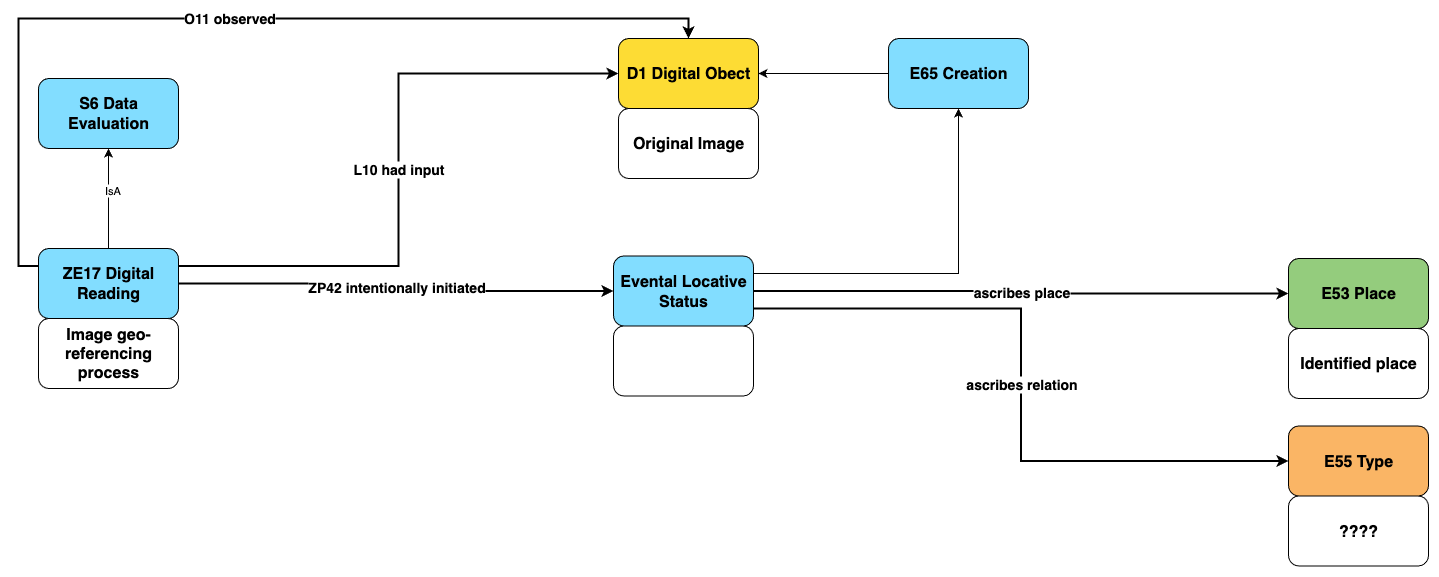 O11 observed
D1 Digital Obect
E65 Creation
S6 Data
Evaluation
Original Image
L10 had input
IsA
ZE17 Digital
Reading
ZP42 intentionally initiated
Evental Locative
Status
ascribes place
E53 Place
Image geo-
referencing
process
Identified place
ascribes relation
E55 Type
????